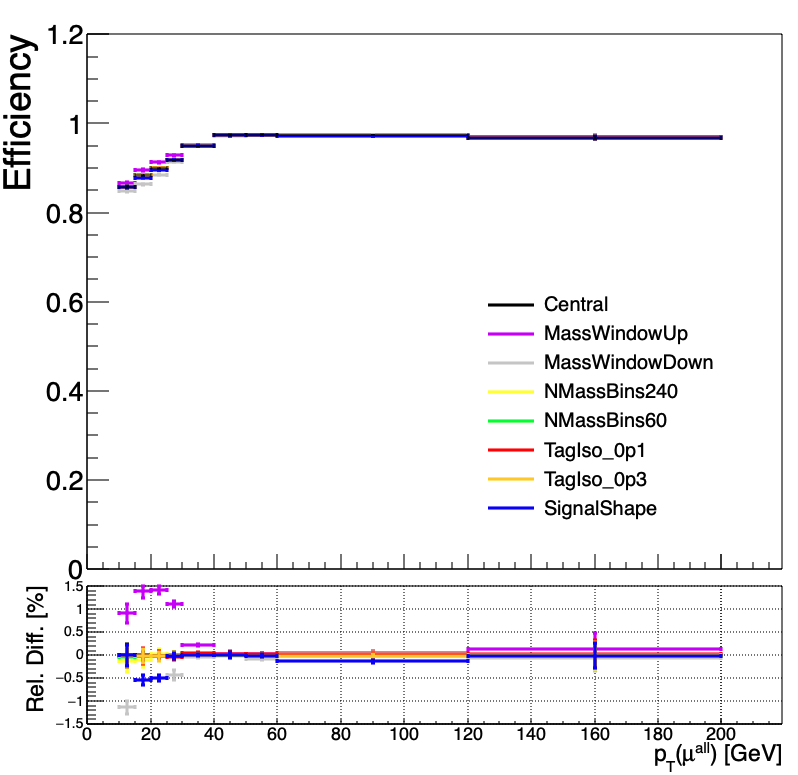 Efficiency
1.2
1
0.8
0.6
0.4
0.2
0
Central
MassWindowUp
MassWindowDown
NMassBins240
NMassBins60
TagIso_0p1
TagIso_0p3
SignalShape
Rel. Diff. [%]
1.5
1
0.5
0
−0.5
−1
−1.5
0 20 40 60 80 100 120 140 160 180 200
p_T(μ^all) [GeV]